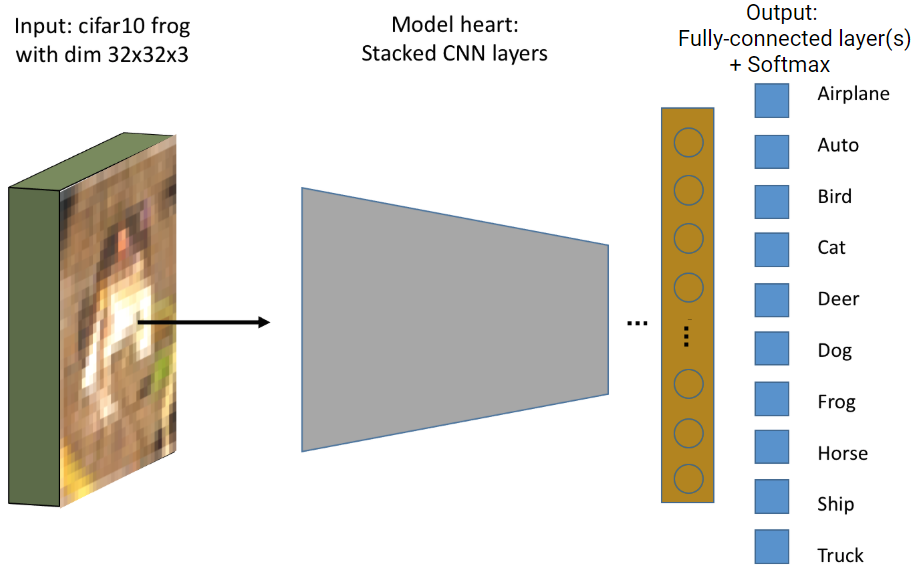 Input: cifar10 frog
with dim 32x32x3
Model heart:
Stacked CNN layers
Output:
Fully-connected layer(s)
+ Softmax
Airplane
Auto
Bird
Cat
Deer
Dog
Frog
Horse
Ship
Truck
...